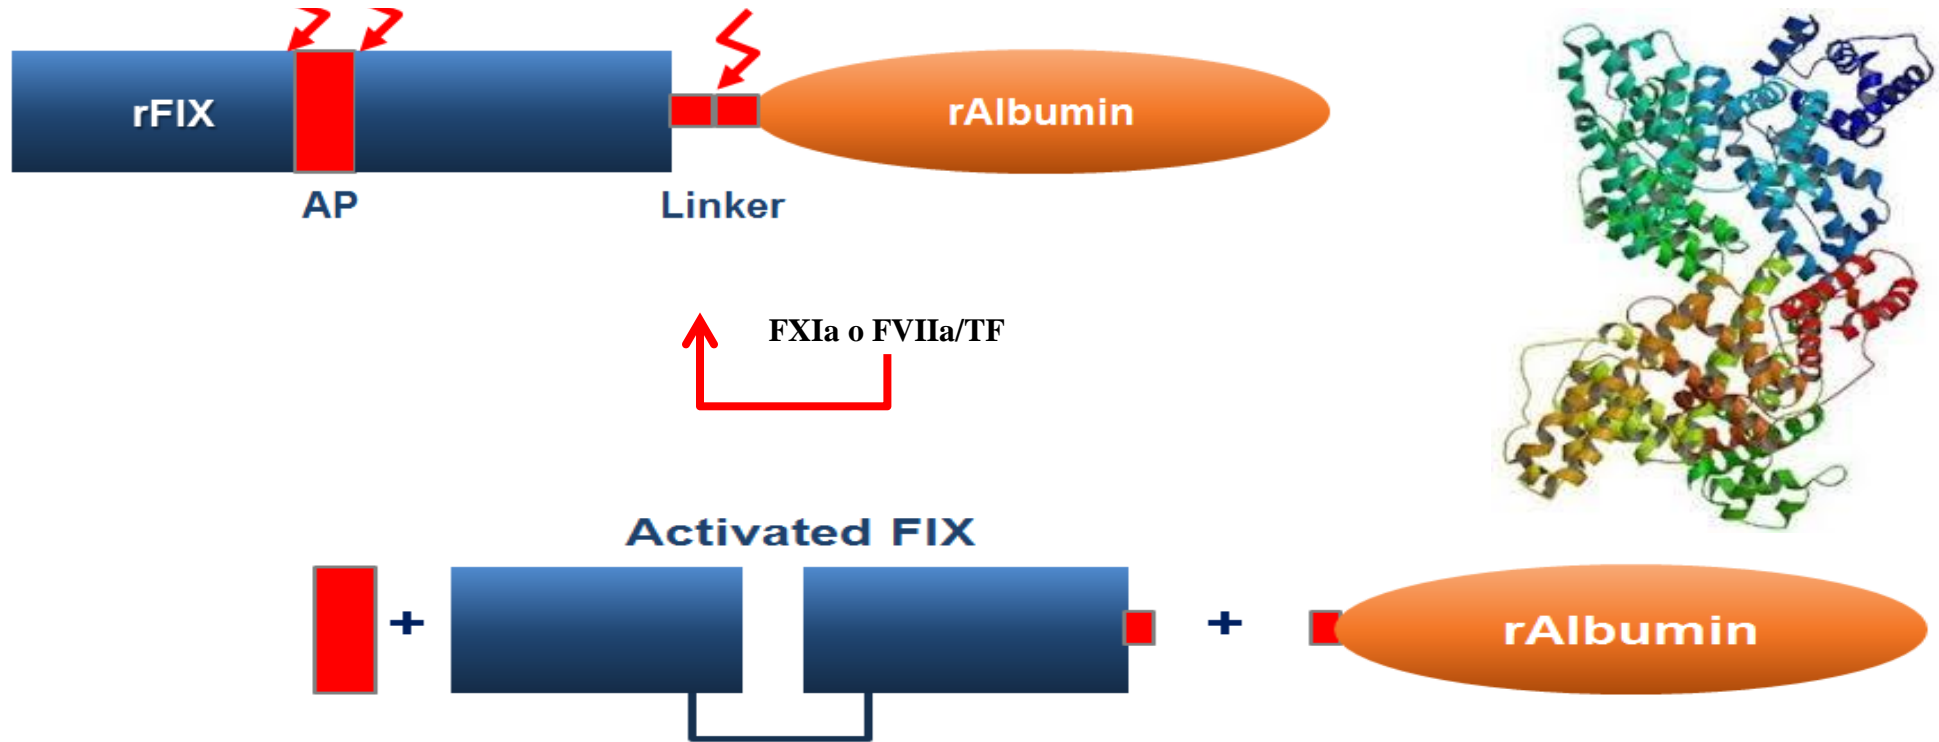 rFIX
rAlbumin
AP
Linker
FXIa o FVIIa/TF
Activated FIX
+
+
rAlbumin